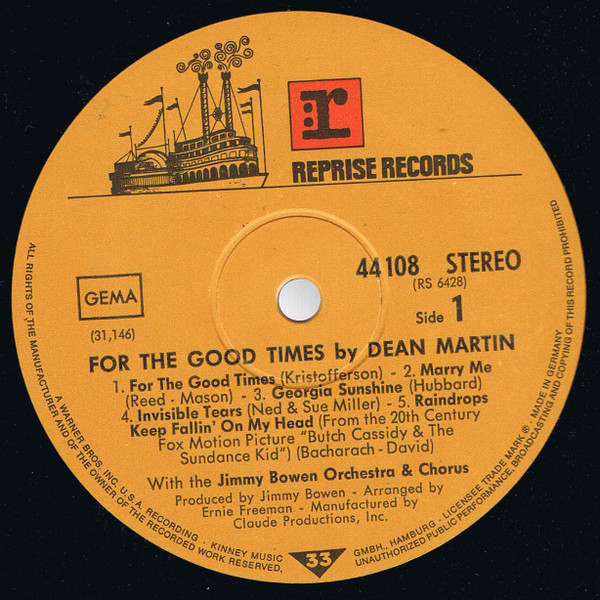 r
REPRISE RECORDS
44 108 STEREO
(RS 6428)
Side 1
GEMA
(31,146)
FOR THE GOOD TIMES by DEAN MARTIN
1. For The Good Times (Kristofferson) - 2. Marry Me
(Reed - Mason) - 3. Georgia Sunshine (Hubbard)
4. Invisible Tears (Ned & Sue Miller) - 5. Raindrops
Keep Fallin' On My Head (From the 20th Century
Fox Motion Picture "Butch Cassidy & The
Sundance Kid") (Bacharach - David)
With the Jimmy Bowen Orchestra & Chorus
Produced by Jimmy Bowen - Arranged by
Ernie Freeman - Manufactured by
Claude Productions, Inc.
33
ALL RIGHTS OF THE MANUFACTURER AND OF THE OWNER OF THE RECORDED WORK RESERVED,
A WARNER BROS. INC. U.S.A. RECORDING · KINNEY MUSIC
GMBH., HAMBURG · LICENSEE TRADE MARK ® · MADE IN GERMANY
UNAUTHORIZED PUBLIC PERFORMANCE, BROADCASTING AND COPYING OF THIS RECORD PROHIBITED